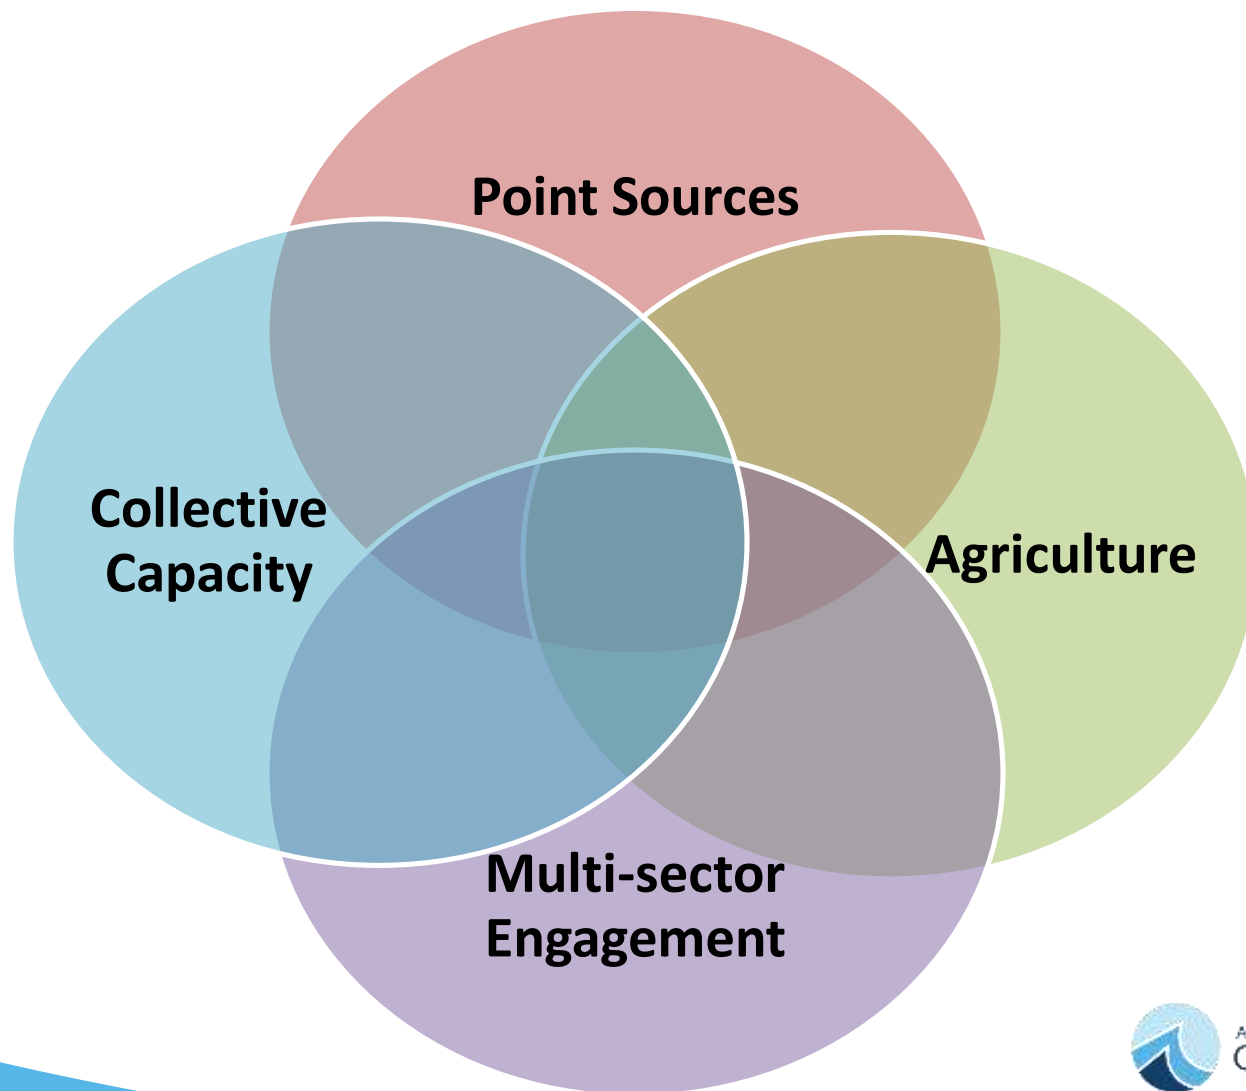 Point Sources
Collective
Capacity
Agriculture
Multi-sector
Engagement